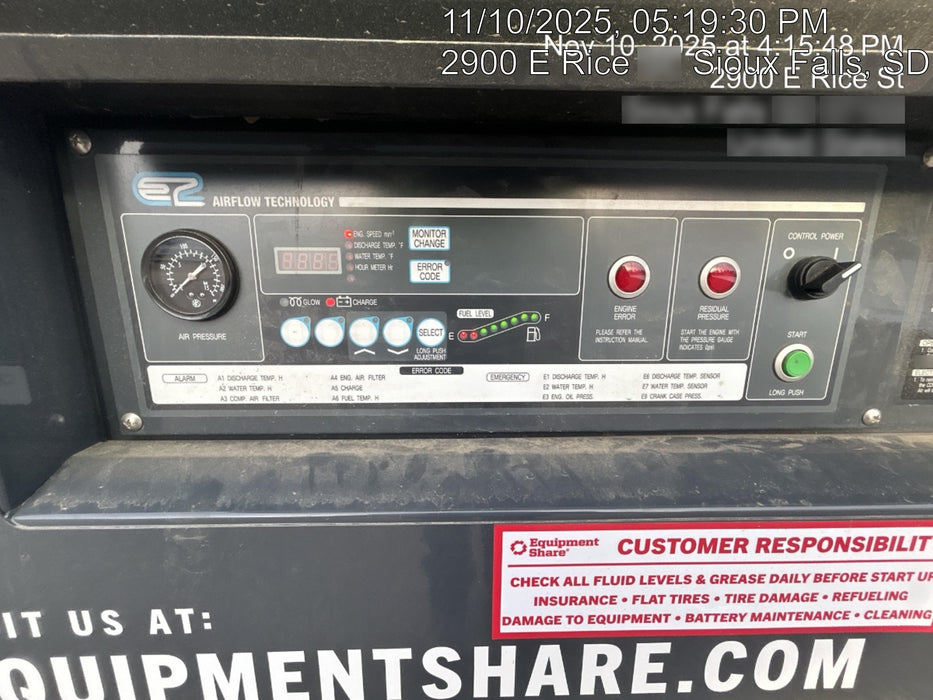 11/10/2025, 05:19:30 PM
Nov 10, 2025 at 4:15:48 PM
2900 E Rice Sioux Falls, SD
2900 E Rice St
E2 AIRFLOW TECHNOLOGY
AIR PRESSURE
ENG. SPEED min-1
DISCHARGE TEMP. °F
WATER TEMP. °F
HOUR METER Hr
MONITOR
CHANGE
ERROR
CODE
GLOW
CHARGE
SELECT
LONG PUSH
ADJUSTMENT
FUEL LEVEL
E
F
ENGINE
ERROR
PLEASE REFER THE
INSTRUCTION MANUAL
RESIDUAL
PRESSURE
START THE ENGINE WITH
THE PRESSURE GAUGE
INDICATES 0psi
CONTROL POWER
O I
START
LONG PUSH
ERROR CODE
ALARM
A1 DISCHARGE TEMP. H
A2 WATER TEMP. H
A3 COMP. AIR FILTER
A4 ENG. AIR FILTER
A5 CHARGE
A6 FUEL TEMP. H
EMERGENCY
E1 DISCHARGE TEMP. H
E2 WATER TEMP. H
E3 ENG. OIL PRESS.
E6 DISCHARGE TEMP. SENSOR
E7 WATER TEMP. SENSOR
E9 CRANK CASE PRESS.
Equipment
Share®
CUSTOMER RESPONSIBILIT
CHECK ALL FLUID LEVELS & GREASE DAILY BEFORE START UP
INSURANCE • FLAT TIRES • TIRE DAMAGE • REFUELING
DAMAGE TO EQUIPMENT • BATTERY MAINTENANCE • CLEANING
IT US AT:
QUIPMENTSHARE.COM